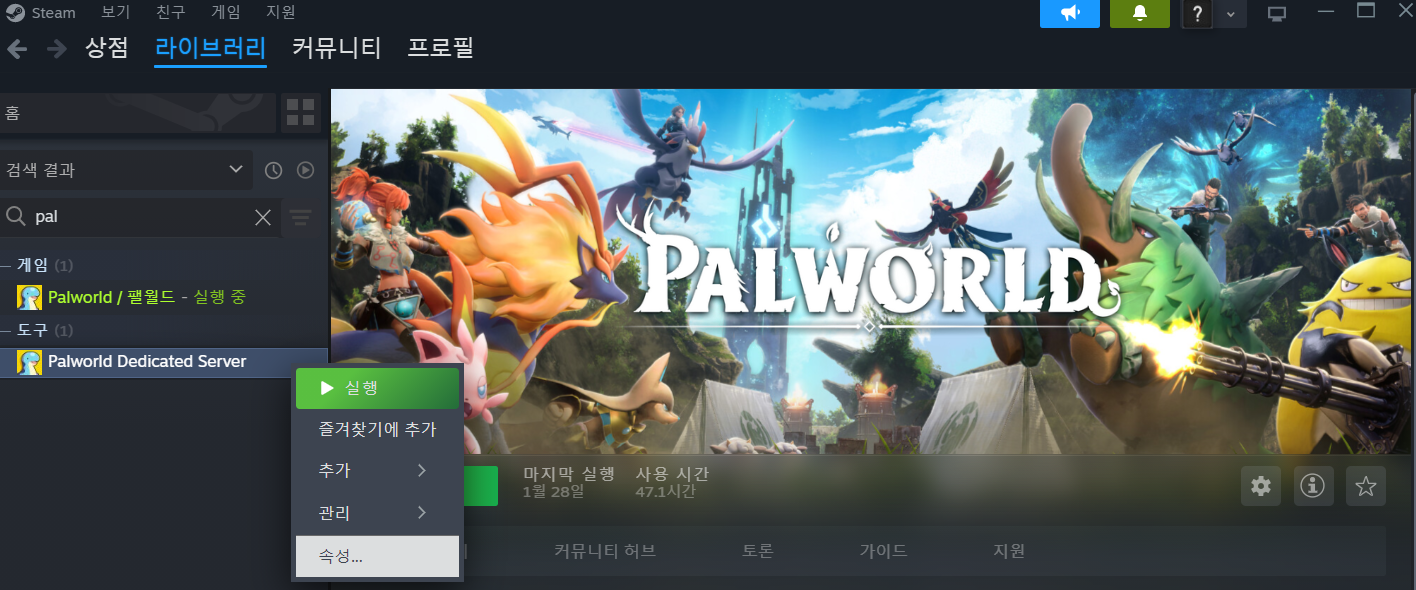 Steam 보기 친구 게임 지원
상점 라이브러리 커뮤니티 프로필
홈
검색 결과
pal
게임 (1)
Palworld / 팰월드 - 실행 중
도구 (1)
Palworld Dedicated Server
실행
즐겨찾기에 추가
추가
관리
속성...
PALWORLD
마지막 실행 사용 시간
1월 28일 47.1시간
커뮤니티 허브 토론 가이드 지원